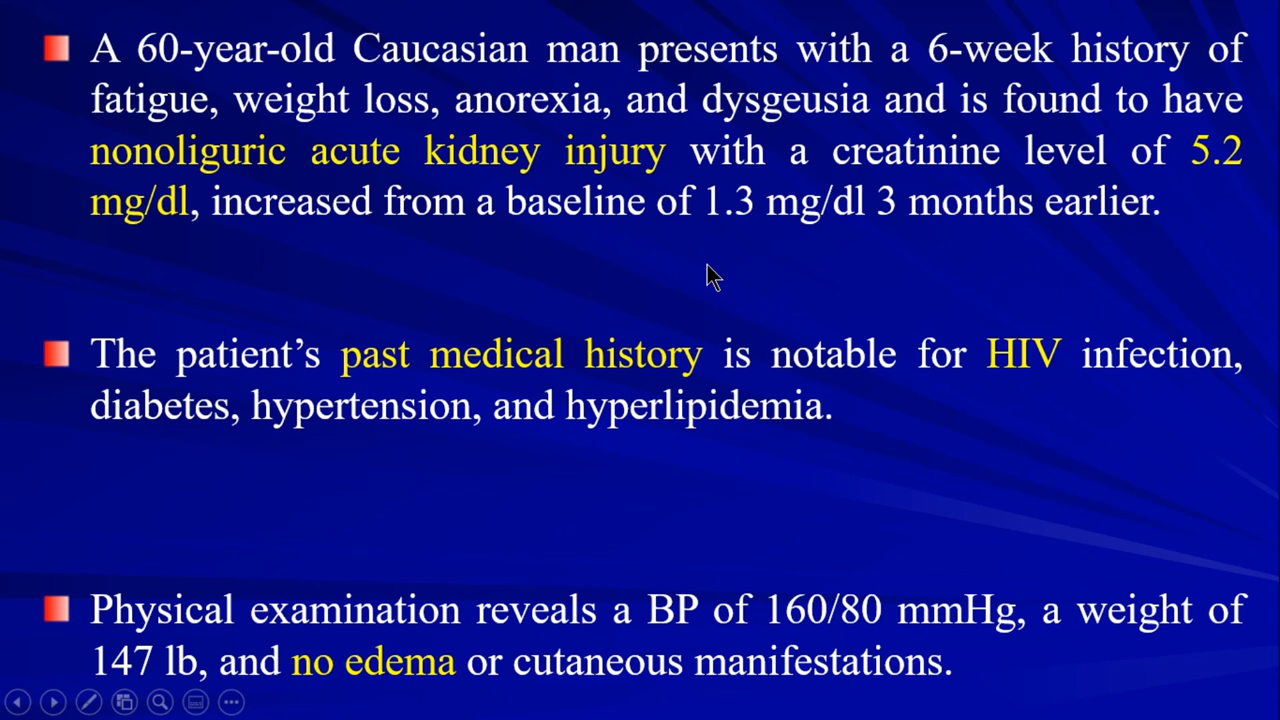 A 60-year-old Caucasian man presents with a 6-week history of
fatigue, weight loss, anorexia, and dysgeusia and is found to have
nonoliguric acute kidney injury with a creatinine level of 5.2
mg/dl, increased from a baseline of 1.3 mg/dl 3 months earlier.
The patient’s past medical history is notable for HIV infection,
diabetes, hypertension, and hyperlipidemia.
Physical examination reveals a BP of 160/80 mmHg, a weight of
147 lb, and no edema or cutaneous manifestations.